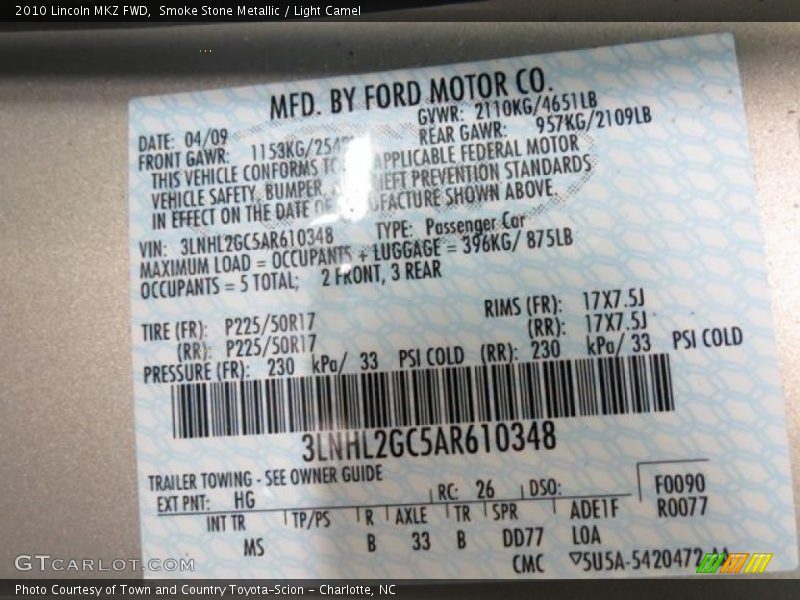 2010 Lincoln MKZ FWD, Smoke Stone Metallic / Light Camel
MFD. BY FORD MOTOR CO.
DATE: 04/09 GVWR: 2110KG/4651LB
FRONT GAWR: 1153KG/ REAR GAWR: 957KG/2109LB
THIS VEHICLE CONFORMS APPLICABLE FEDERAL MOTOR
VEHICLE SAFETY, BUMPER, THEFT PREVENTION STANDARDS
IN EFFECT ON THE DATE SHOWN ABOVE.
VIN: 3LNHL2GC5AR610348 TYPE: Passenger Car
MAXIMUM LOAD = OCCUPANTS + LUGGAGE = 396KG/ 875LB
OCCUPANTS = 5 TOTAL; 2 FRONT, 3 REAR
TIRE (FR): P225/50R17 RIMS (FR): 17X7.5J
(RR): P225/50R17 (RR): 17X7.5J
PRESSURE (FR): 230 kPa/ 33 PSI COLD (RR): 230 kPa/ 33 PSI COLD
3LNHL2GC5AR610348
TRAILER TOWING - SEE OWNER GUIDE
EXT PNT: HG RC: 26 DSO: F0090
INT TR TP/PS R AXLE TR SPR ADE1F R0077
MS B 33 B DD77 LOA
CMC ▽5U5A-5420472-
GTCARLOT.COM
Photo Courtesy of Town and Country Toyota-Scion - Charlotte, NC